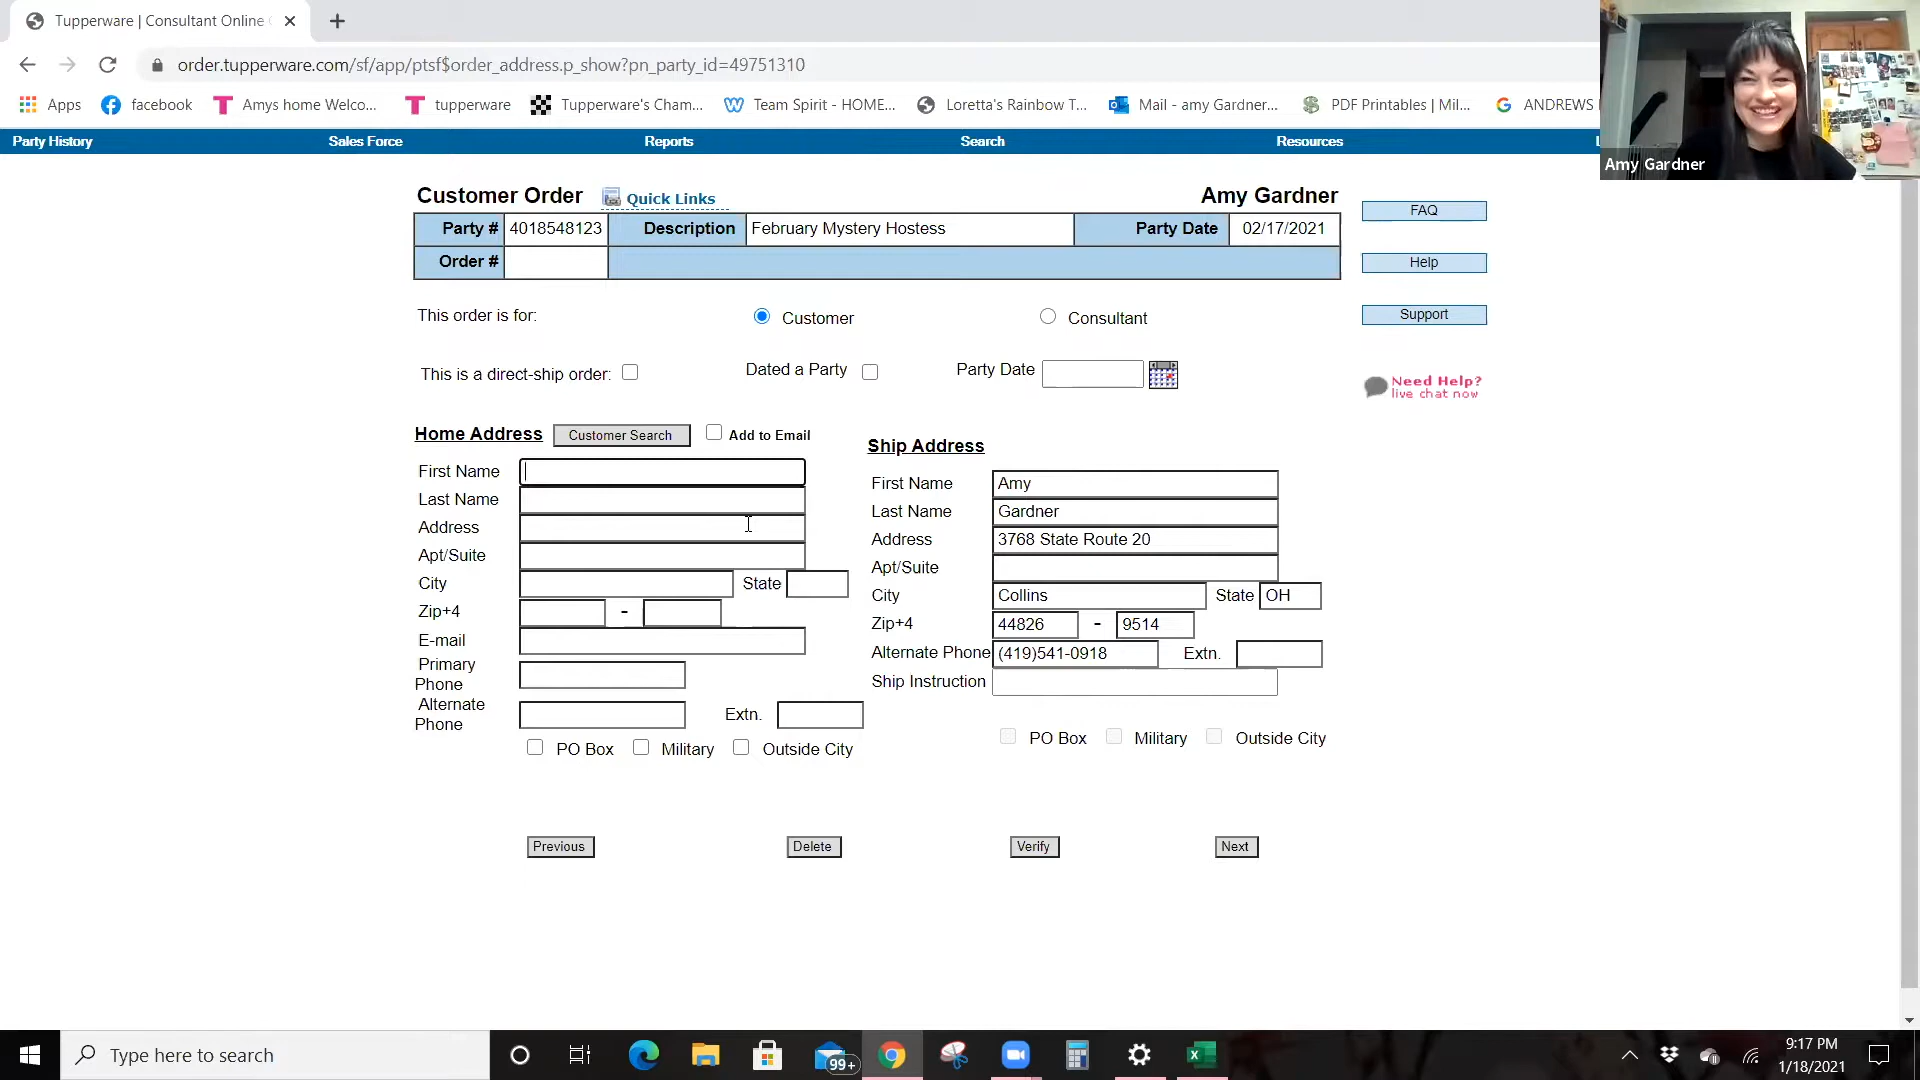 Tupperware | Consultant Online
order.tupperware.com/sf/app/ptsf$order_address.p_show?pn_party_id=49751310
Apps facebook Amys home Welco... tupperware Tupperware's Cham... Team Spirit - HOME... Loretta's Rainbow T... Mail - amy Gardner... PDF Printables | Mil... ANDREWS
Party History Sales Force Reports Search Resources
Amy Gardner
Customer Order Quick Links Amy Gardner
Party # 4018548123 Description February Mystery Hostess Party Date 02/17/2021
Order #
FAQ
Help
Support
Need Help?
live chat now
This order is for: Customer Consultant
This is a direct-ship order: Dated a Party Party Date
Home Address Customer Search Add to Email
First Name
Last Name
Address
Apt/Suite
City State
Zip+4 -
E-mail
Primary
Phone
Alternate
Phone Extn.
PO Box Military Outside City
Ship Address
First Name Amy
Last Name Gardner
Address 3768 State Route 20
Apt/Suite
City Collins State OH
Zip+4 44826 - 9514
Alternate Phone (419)541-0918 Extn.
Ship Instruction
PO Box Military Outside City
Previous Delete Verify Next
Type here to search
99+
9:17 PM
1/18/2021